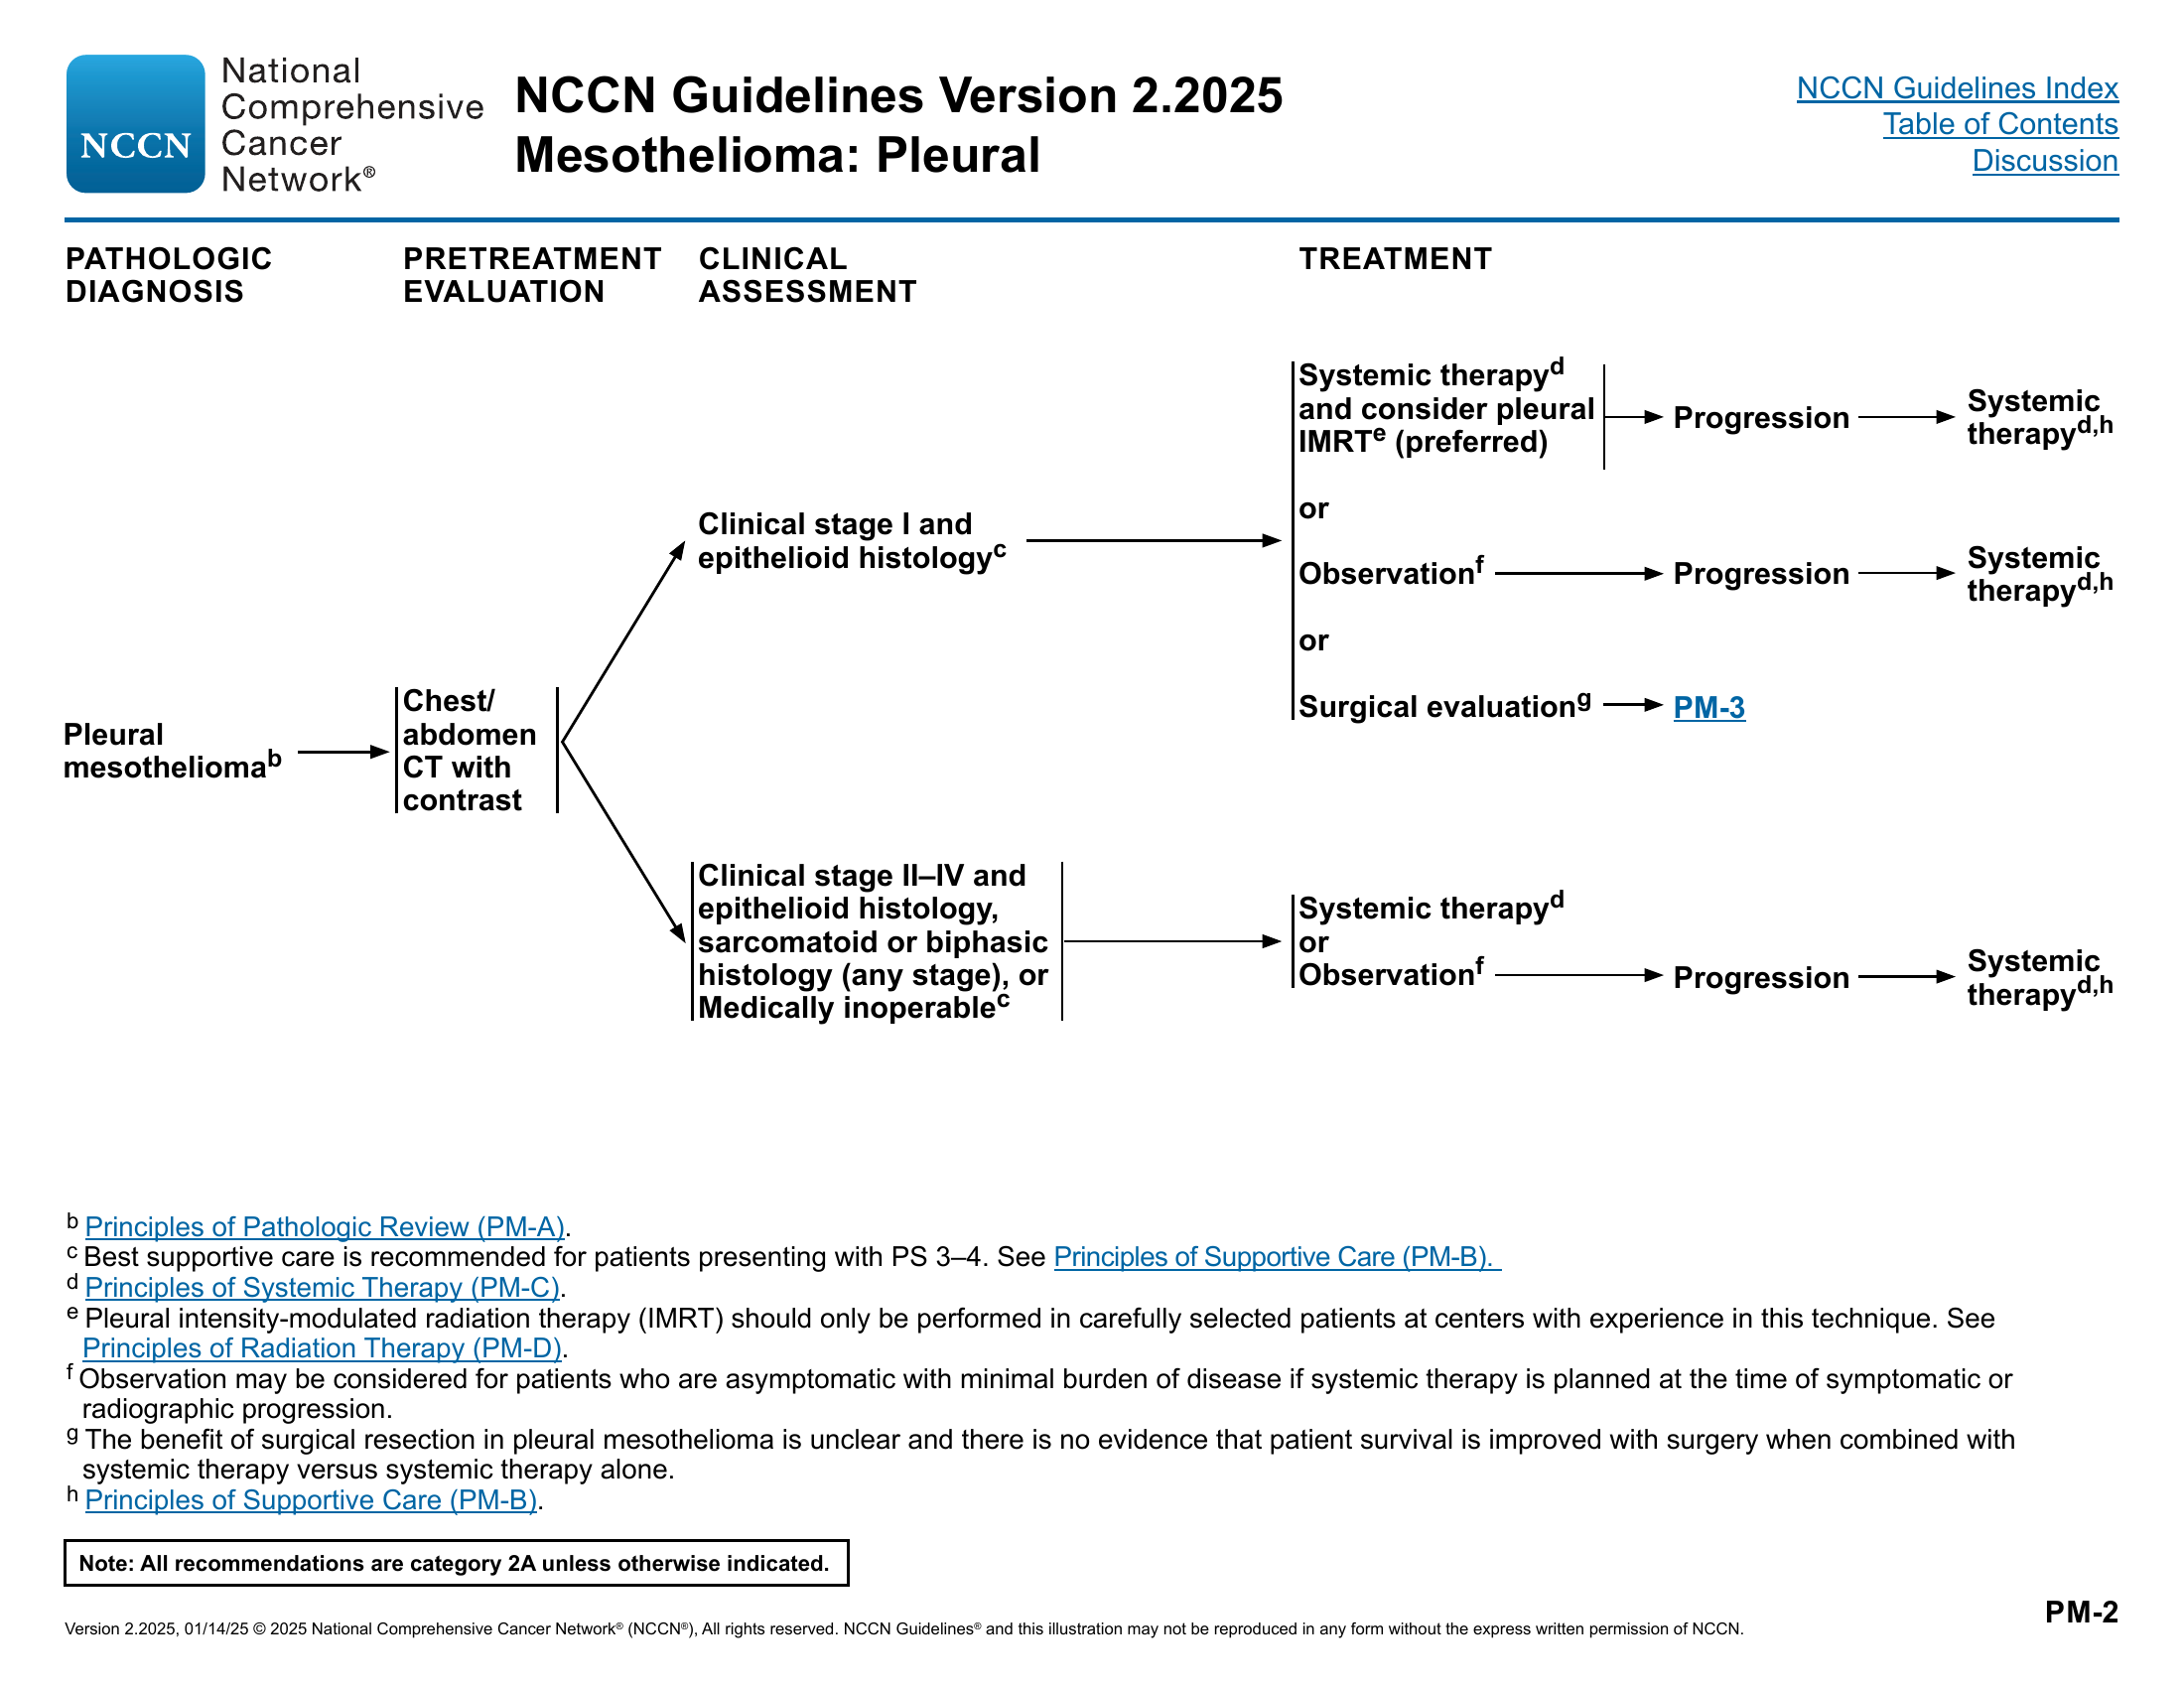 NCCN
National
Comprehensive
Cancer
Network®
NCCN Guidelines Version 2.2025
Mesothelioma: Pleural
NCCN Guidelines Index
Table of Contents
Discussion
PATHOLOGIC
DIAGNOSIS
PRETREATMENT
EVALUATION
CLINICAL
ASSESSMENT
TREATMENT
Pleural
mesotheliomab
Chest/
abdomen
CT with
contrast
Clinical stage I and
epithelioid histologyc
Systemic therapyd
and consider pleural
IMRTe (preferred)
Progression
Systemic
therapyd,h
or
Observationf
Progression
Systemic
therapyd,h
or
Surgical evaluationg
PM-3
Clinical stage II–IV and
epithelioid histology,
sarcomatoid or biphasic
histology (any stage), or
Medically inoperablec
Systemic therapyd
or
Observationf
Progression
Systemic
therapyd,h
b Principles of Pathologic Review (PM-A).
c Best supportive care is recommended for patients presenting with PS 3–4. See Principles of Supportive Care (PM-B).
d Principles of Systemic Therapy (PM-C).
e Pleural intensity-modulated radiation therapy (IMRT) should only be performed in carefully selected patients at centers with experience in this technique. See
Principles of Radiation Therapy (PM-D).
f Observation may be considered for patients who are asymptomatic with minimal burden of disease if systemic therapy is planned at the time of symptomatic or
radiographic progression.
g The benefit of surgical resection in pleural mesothelioma is unclear and there is no evidence that patient survival is improved with surgery when combined with
systemic therapy versus systemic therapy alone.
h Principles of Supportive Care (PM-B).
Note: All recommendations are category 2A unless otherwise indicated.
PM-2
Version 2.2025, 01/14/25 © 2025 National Comprehensive Cancer Network® (NCCN®), All rights reserved. NCCN Guidelines® and this illustration may not be reproduced in any form without the express written permission of NCCN.